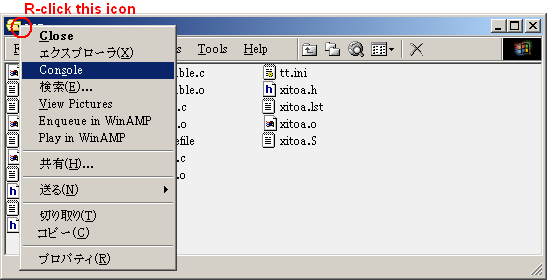 R-click this icon
Close
エクスプローラ(X)
Console
検索(E)...
View Pictures
Enqueue in WinAMP
Play in WinAMP
共有(H)...
送る(N)
切り取り(T)
コピー(C)
プロパティ(R)
Tools Help
ble.c
ble.o
.c
.o
efile
.c
.o
tt.ini
xitoa.h
xitoa.lst
xitoa.o
xitoa.S